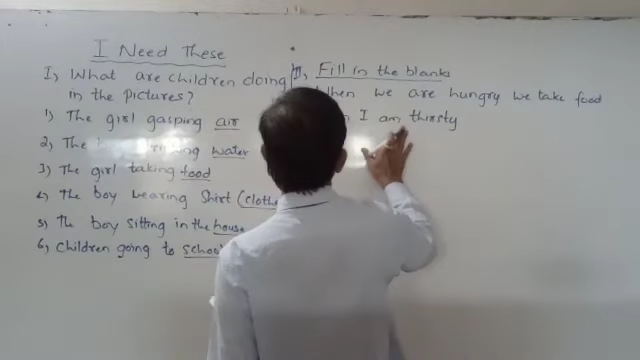 I Need These
I, What are children doing
in the pictures?
1) The girl gasping air
2) The water
3) The girl taking food
4) The boy bearing Shirt (clothe
5) The boy sitting in the house
6) children going to school
II, Fill in the blanks
When we are hungry we take food
I am thirsty